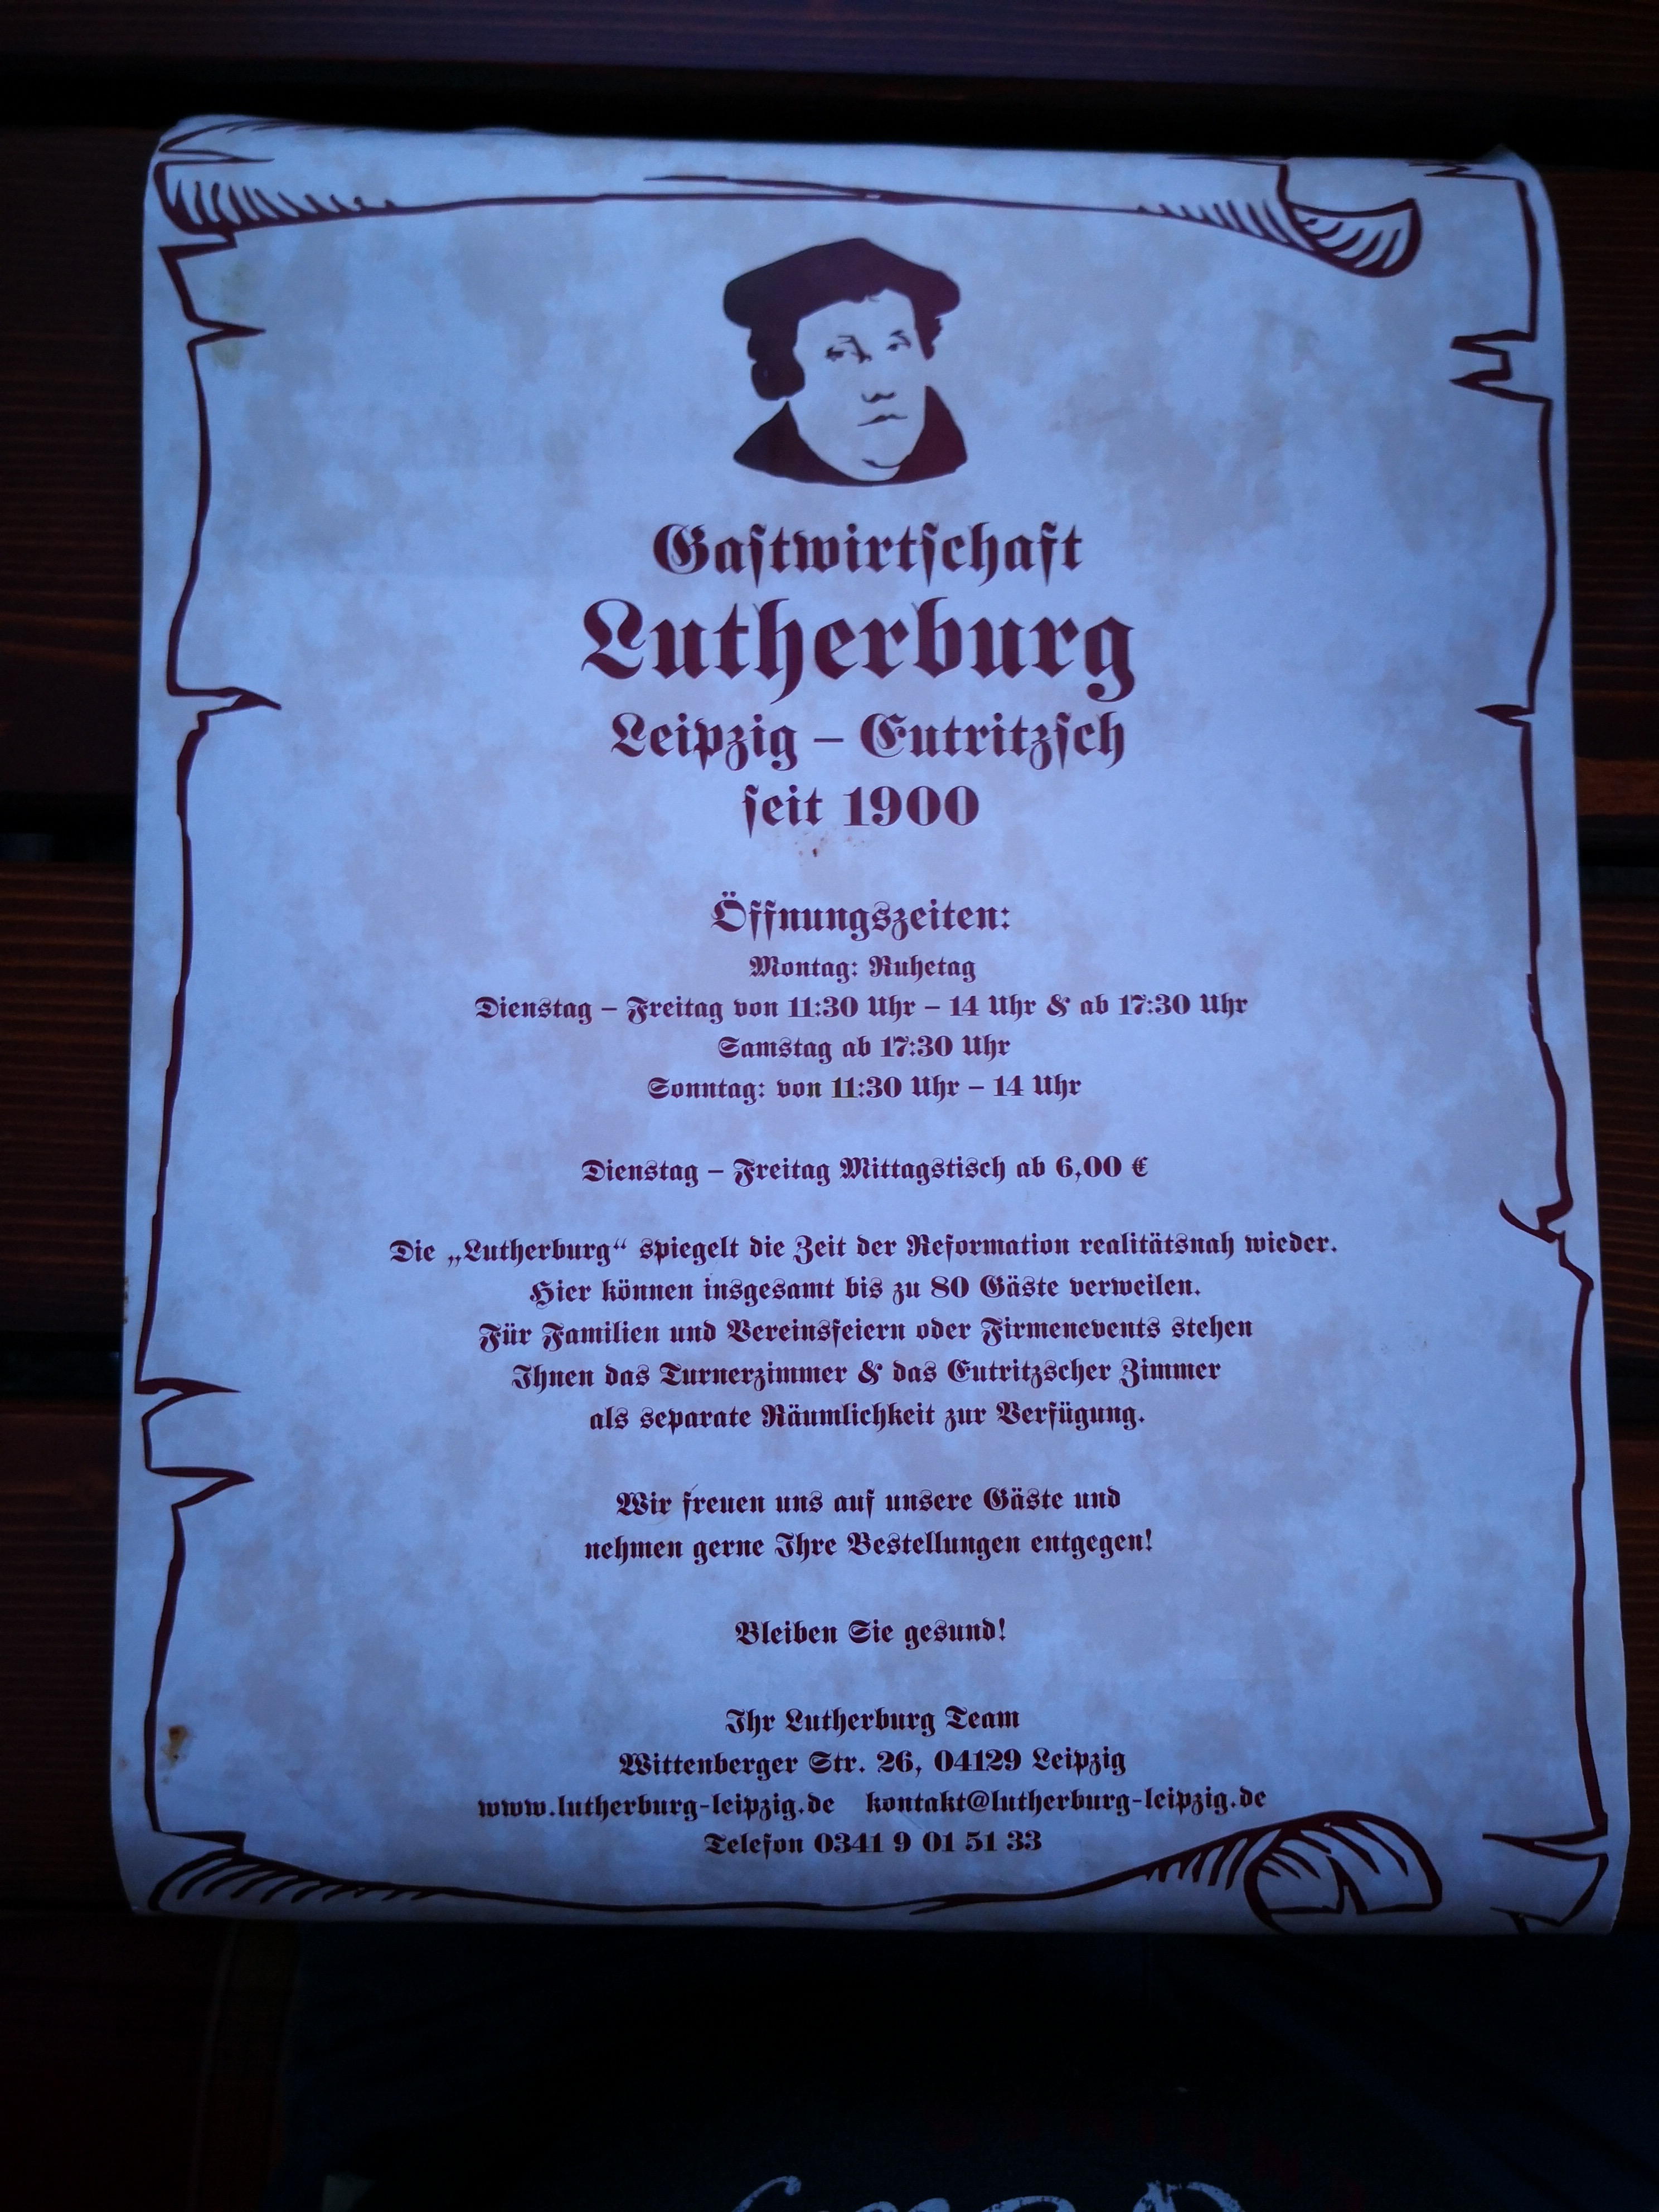 Gaſtwirtſchaft
Lutherburg
Leipzig – Eutritzſch
ſeit 1900
Öffnungszeiten:
Montag: Ruhetag
Dienstag – Freitag von 11:30 Uhr – 14 Uhr & ab 17:30 Uhr
Samstag ab 17:30 Uhr
Sonntag: von 11:30 Uhr – 14 Uhr
Dienstag – Freitag Mittagstisch ab 6,00 €
Die „Lutherburg“ spiegelt die Zeit der Reformation realitätsnah wieder.
Hier können insgesamt bis zu 80 Gäste verweilen.
Für Familien und Vereinsfeiern oder Firmenevents stehen
Ihnen das Turnerzimmer & das Eutritzscher Zimmer
als separate Räumlichkeit zur Verfügung.
Wir freuen uns auf unsere Gäste und
nehmen gerne Ihre Bestellungen entgegen!
Bleiben Sie gesund!
Ihr Lutherburg Team
Wittenberger Str. 26, 04129 Leipzig
www.lutherburg-leipzig.de kontakt@lutherburg-leipzig.de
Telefon 0341 9 01 51 33